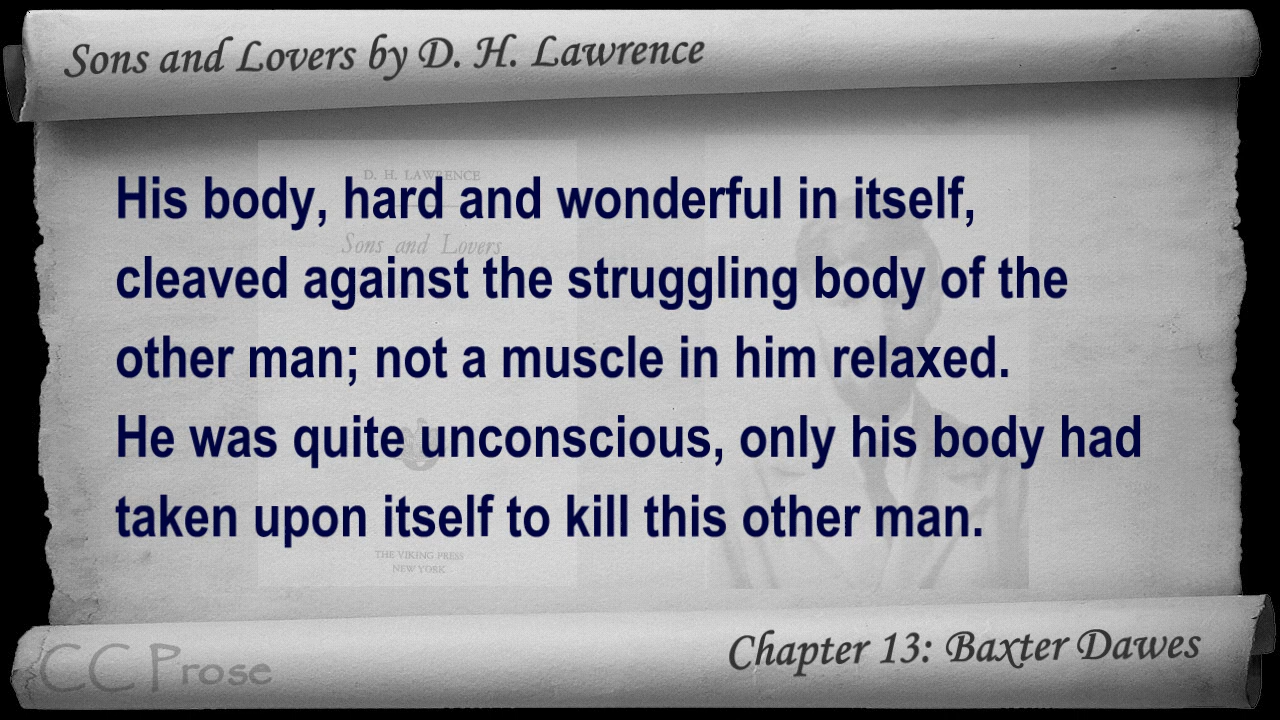 Sons and Lovers by D. H. Lawrence
D. H. LAWRENCE
Sons and Lovers
His body, hard and wonderful in itself,
cleaved against the struggling body of the
other man; not a muscle in him relaxed.
He was quite unconscious, only his body had
taken upon itself to kill this other man.
THE VIKING PRESS
NEW YORK
Chapter 13: Baxter Dawes
CC Prose